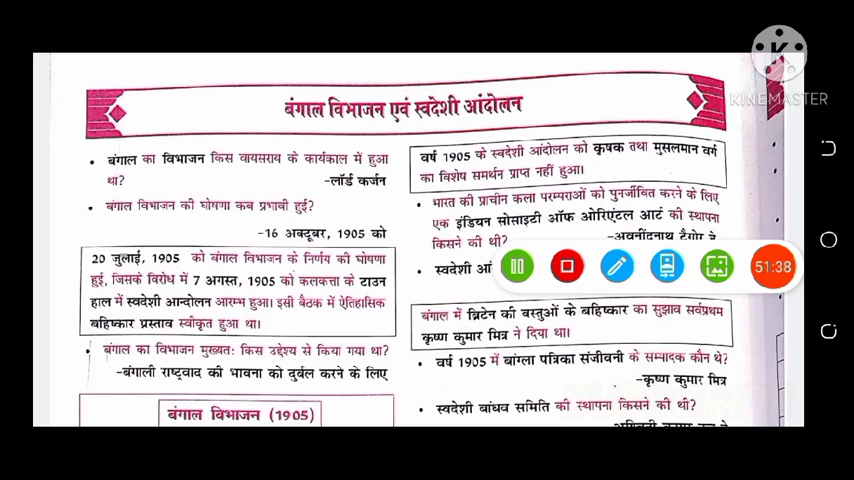 बंगाल विभाजन एवं स्वदेशी आंदोलन
• बंगाल का विभाजन किस वायसराय के कार्यकाल में हुआ
था?
-लॉर्ड कर्जन
• बंगाल विभाजन की घोषणा कब प्रभावी हुई?
-16 अक्टूबर, 1905 को
20 जुलाई, 1905 को बंगाल विभाजन के निर्णय की घोषणा
हुई, जिसके विरोध में 7 अगस्त, 1905 को कलकत्ता के टाउन
हाल में स्वदेशी आन्दोलन आरम्भ हुआ। इसी बैठक में ऐतिहासिक
बहिष्कार प्रस्ताव स्वीकृत हुआ था।
• बंगाल का विभाजन मुख्यतः किस उद्देश्य से किया गया था?
-बंगाली राष्ट्रवाद की भावना को दुर्बल करने के लिए
बंगाल विभाजन (1905)
वर्ष 1905 के स्वदेशी आंदोलन को कृषक तथा मुसलमान वर्ग
का विशेष समर्थन प्राप्त नहीं हुआ।
• भारत की प्राचीन कला परम्पराओं को पुनर्जीवित करने के लिए
एक इंडियन सोसाइटी ऑफ ओरिएंटल आर्ट की स्थापना
किसने की थी?
-अवनींद्रनाथ टैगोर ने
• स्वदेशी
बंगाल में ब्रिटेन की वस्तुओं के बहिष्कार का सुझाव सर्वप्रथम
कृष्ण कुमार मित्र ने दिया था।
• वर्ष 1905 में बांग्ला पत्रिका संजीवनी के सम्पादक कौन थे?
-कृष्ण कुमार मित्र
• स्वदेशी बांधव समिति की स्थापना किसने की थी?
51:38
KINEMASTER